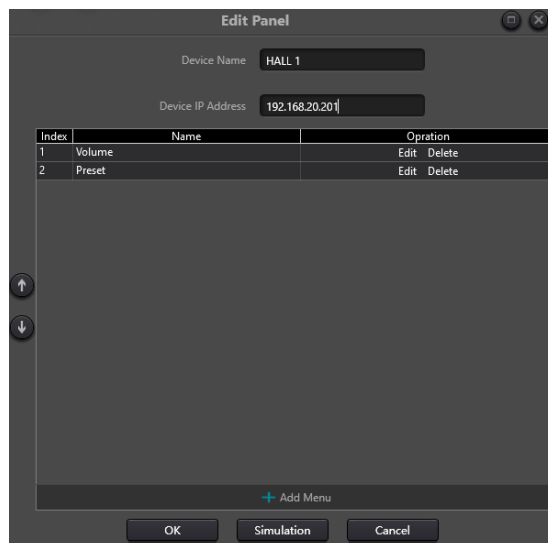 Edit Panel
Device Name HALL 1
Device IP Address 192.168.20.201
Index Name Opration
1 Volume Edit Delete
2 Preset Edit Delete
Add Menu
OK Simulation Cancel